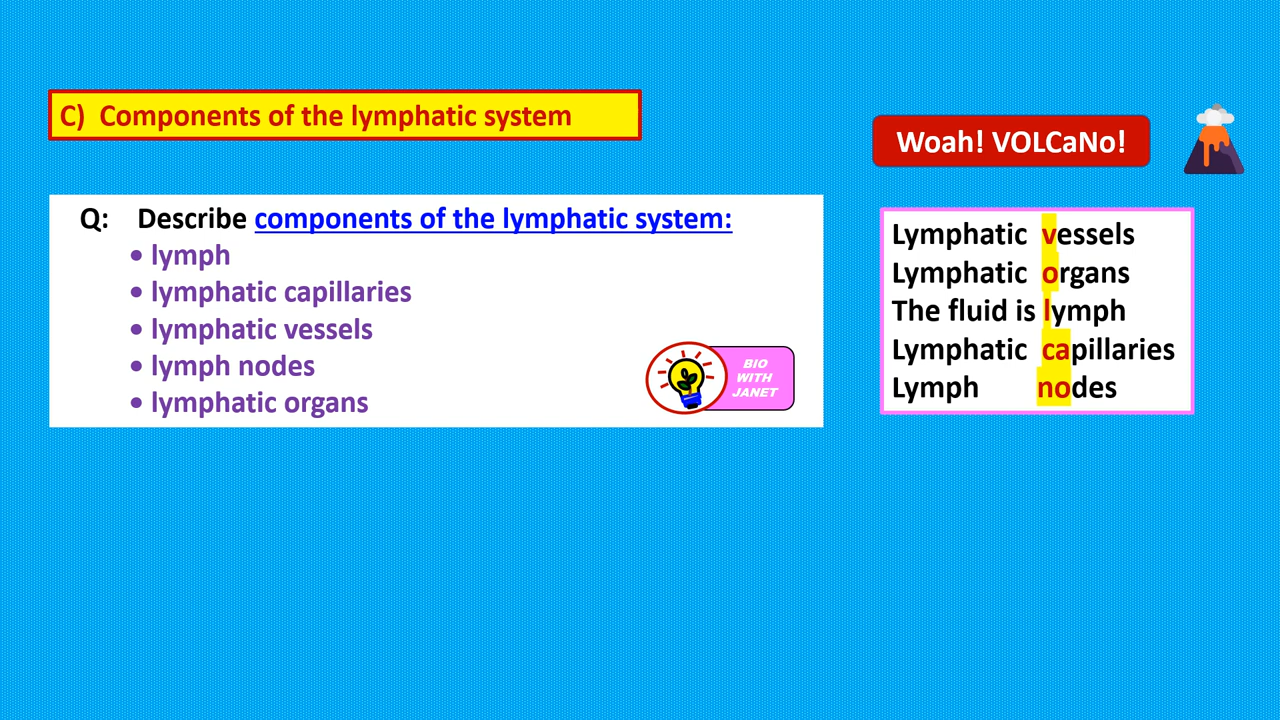 C) Components of the lymphatic system
Woah! VOLCaNo!
Q: Describe components of the lymphatic system:
• lymph
• lymphatic capillaries
• lymphatic vessels
• lymph nodes
• lymphatic organs
BIO
WITH
JANET
Lymphatic vessels
Lymphatic organs
The fluid is lymph
Lymphatic capillaries
Lymph nodes